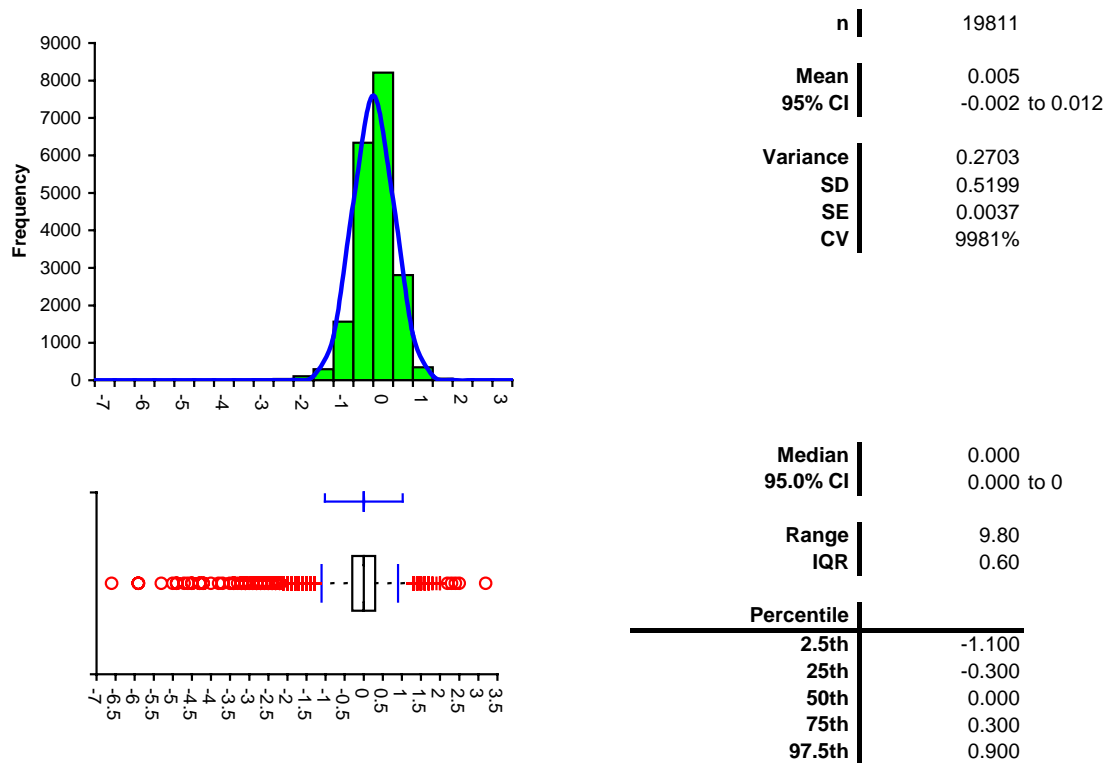 n 19811
9000
8000
7000
6000
5000
4000
3000
2000
1000
0
Frequency
-7 -6 -5 -4 -3 -2 -1 0 1 2 3
Mean 0.005
95% CI -0.002 to 0.012
Variance 0.2703
SD 0.5199
SE 0.0037
CV 9981%
-7 -6.5 -6 -5.5 -5 -4.5 -4 -3.5 -3 -2.5 -2 -1.5 -1 -0.5 0 0.5 1 1.5 2 2.5 3 3.5
Median 0.000
95.0% CI 0.000 to 0
Range 9.80
IQR 0.60
Percentile
2.5th -1.100
25th -0.300
50th 0.000
75th 0.300
97.5th 0.900